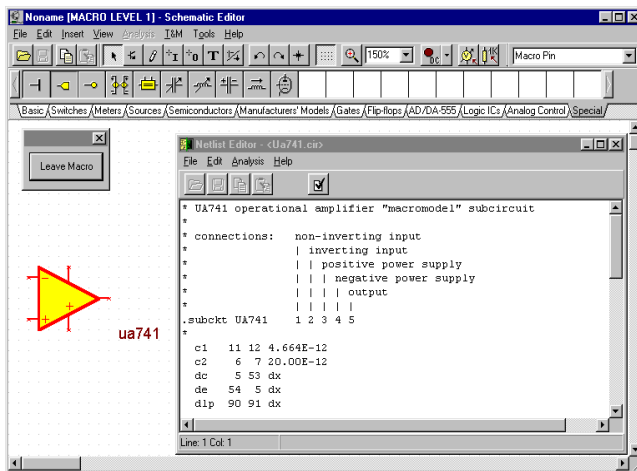 Noname [MACRO LEVEL 1] - Schematic Editor
File Edit Insert View Analysis T&M Tools Help
150%
DC
Macro Pin
Basic Switches Meters Sources Semiconductors Manufacturers' Models Gates Flip-flops AD/DA-555 Logic ICs Analog Control Special
Leave Macro
ua741
Netlist Editor - <Ua741.cir>
File Edit Analysis Help
* UA741 operational amplifier "macromodel" subcircuit
*
* connections:   non-inverting input
*                | inverting input
*                | | positive power supply
*                | | | negative power supply
*                | | | | output
*                | | | | |
.subckt UA741    1 2 3 4 5
*
c1   11 12 4.664E-12
c2    6  7 20.00E-12
dc    5 53 dx
de   54  5 dx
dlp  90 91 dx
Line: 1 Col: 1